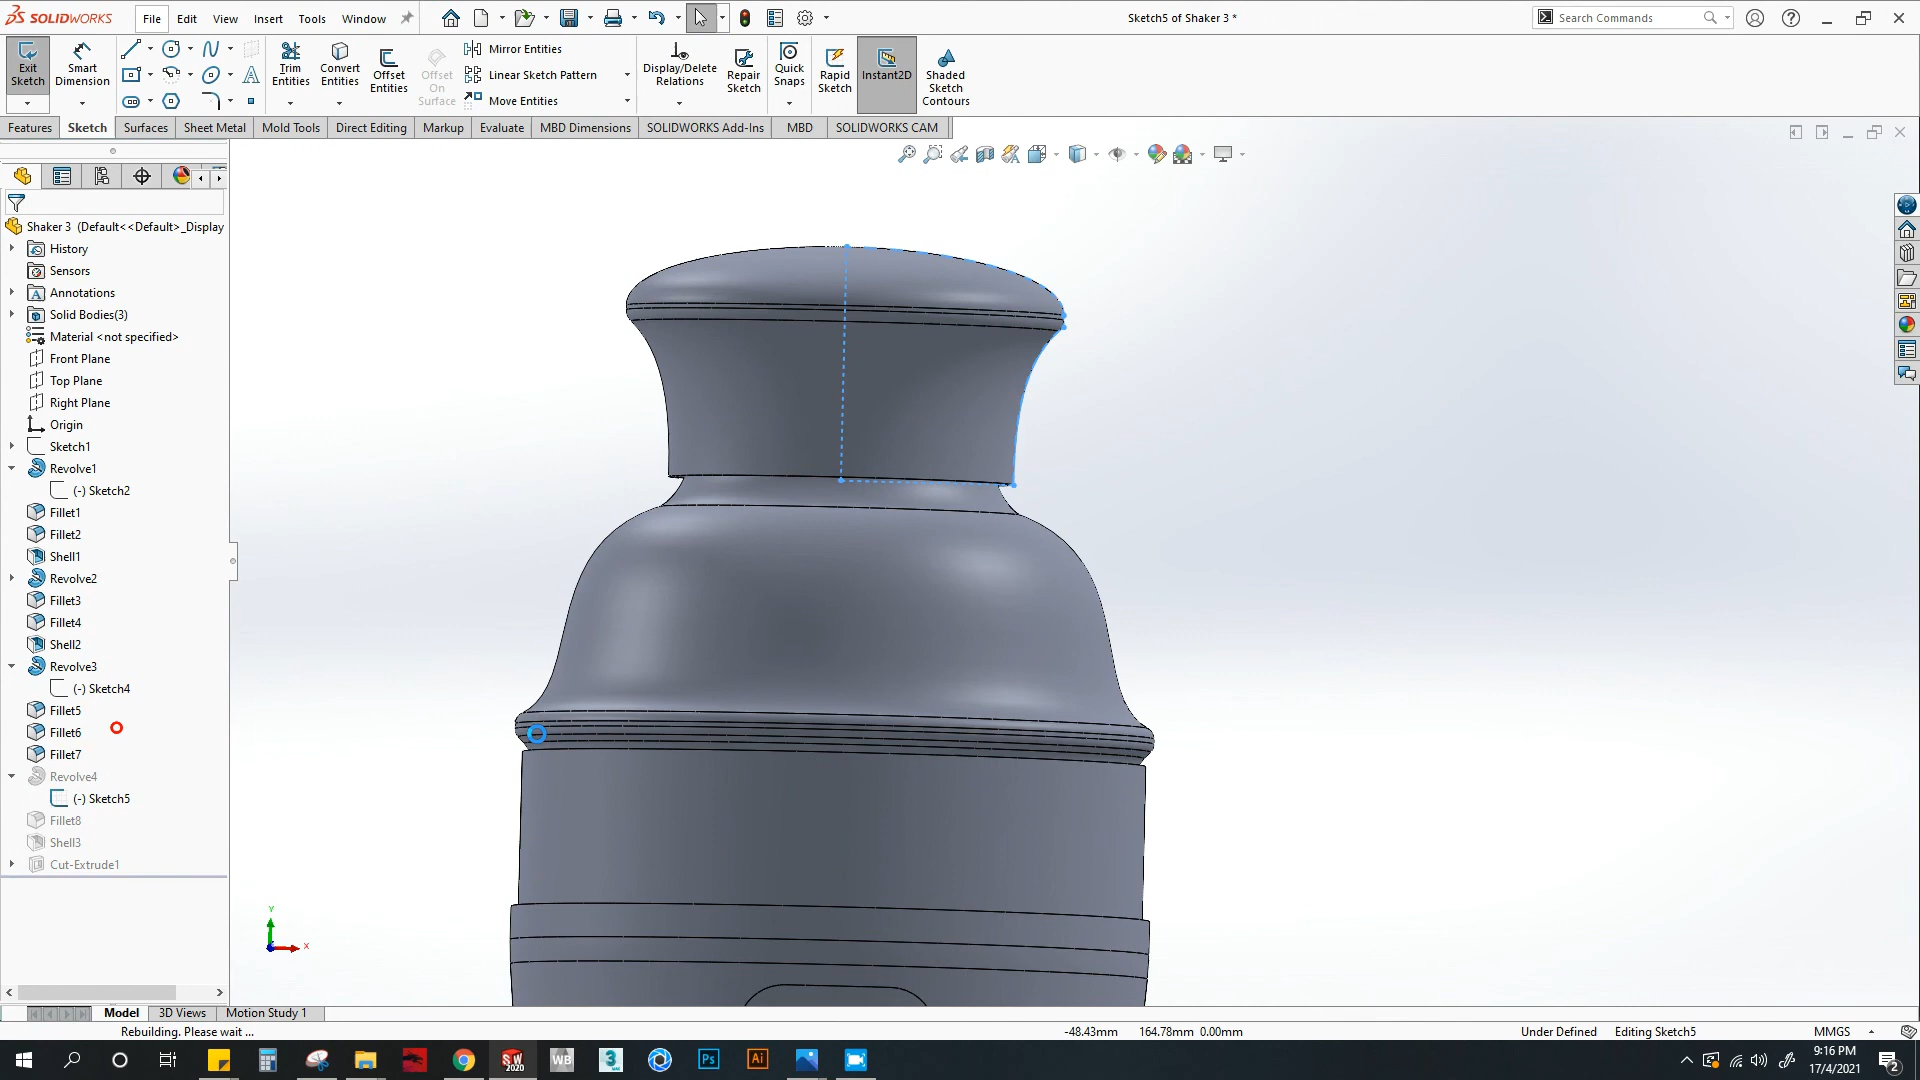 SOLIDWORKS File Edit View Insert Tools Window Sketch5 of Shaker 3 * Search Commands
Exit Sketch
Smart Dimension
Trim Entities
Convert Entities
Offset Entities
Offset On Surface
Mirror Entities
Linear Sketch Pattern
Move Entities
Display/Delete Relations
Repair Sketch
Quick Snaps
Rapid Sketch
Instant2D
Shaded Sketch Contours
Features Sketch Surfaces Sheet Metal Mold Tools Direct Editing Markup Evaluate MBD Dimensions SOLIDWORKS Add-Ins MBD SOLIDWORKS CAM
Shaker 3 (Default<<Default>_Display
History
Sensors
Annotations
Solid Bodies(3)
Material <not specified>
Front Plane
Top Plane
Right Plane
Origin
Sketch1
Revolve1
(-) Sketch2
Fillet1
Fillet2
Shell1
Revolve2
Fillet3
Fillet4
Shell2
Revolve3
(-) Sketch4
Fillet5
Fillet6
Fillet7
Revolve4
(-) Sketch5
Fillet8
Shell3
Cut-Extrude1
Y
X
Model 3D Views Motion Study 1
Rebuilding. Please wait ... -48.43mm 164.78mm 0.00mm Under Defined Editing Sketch5 MMGS
SW 2020 WB 3 Ps Ai
9:16 PM
17/4/2021
2